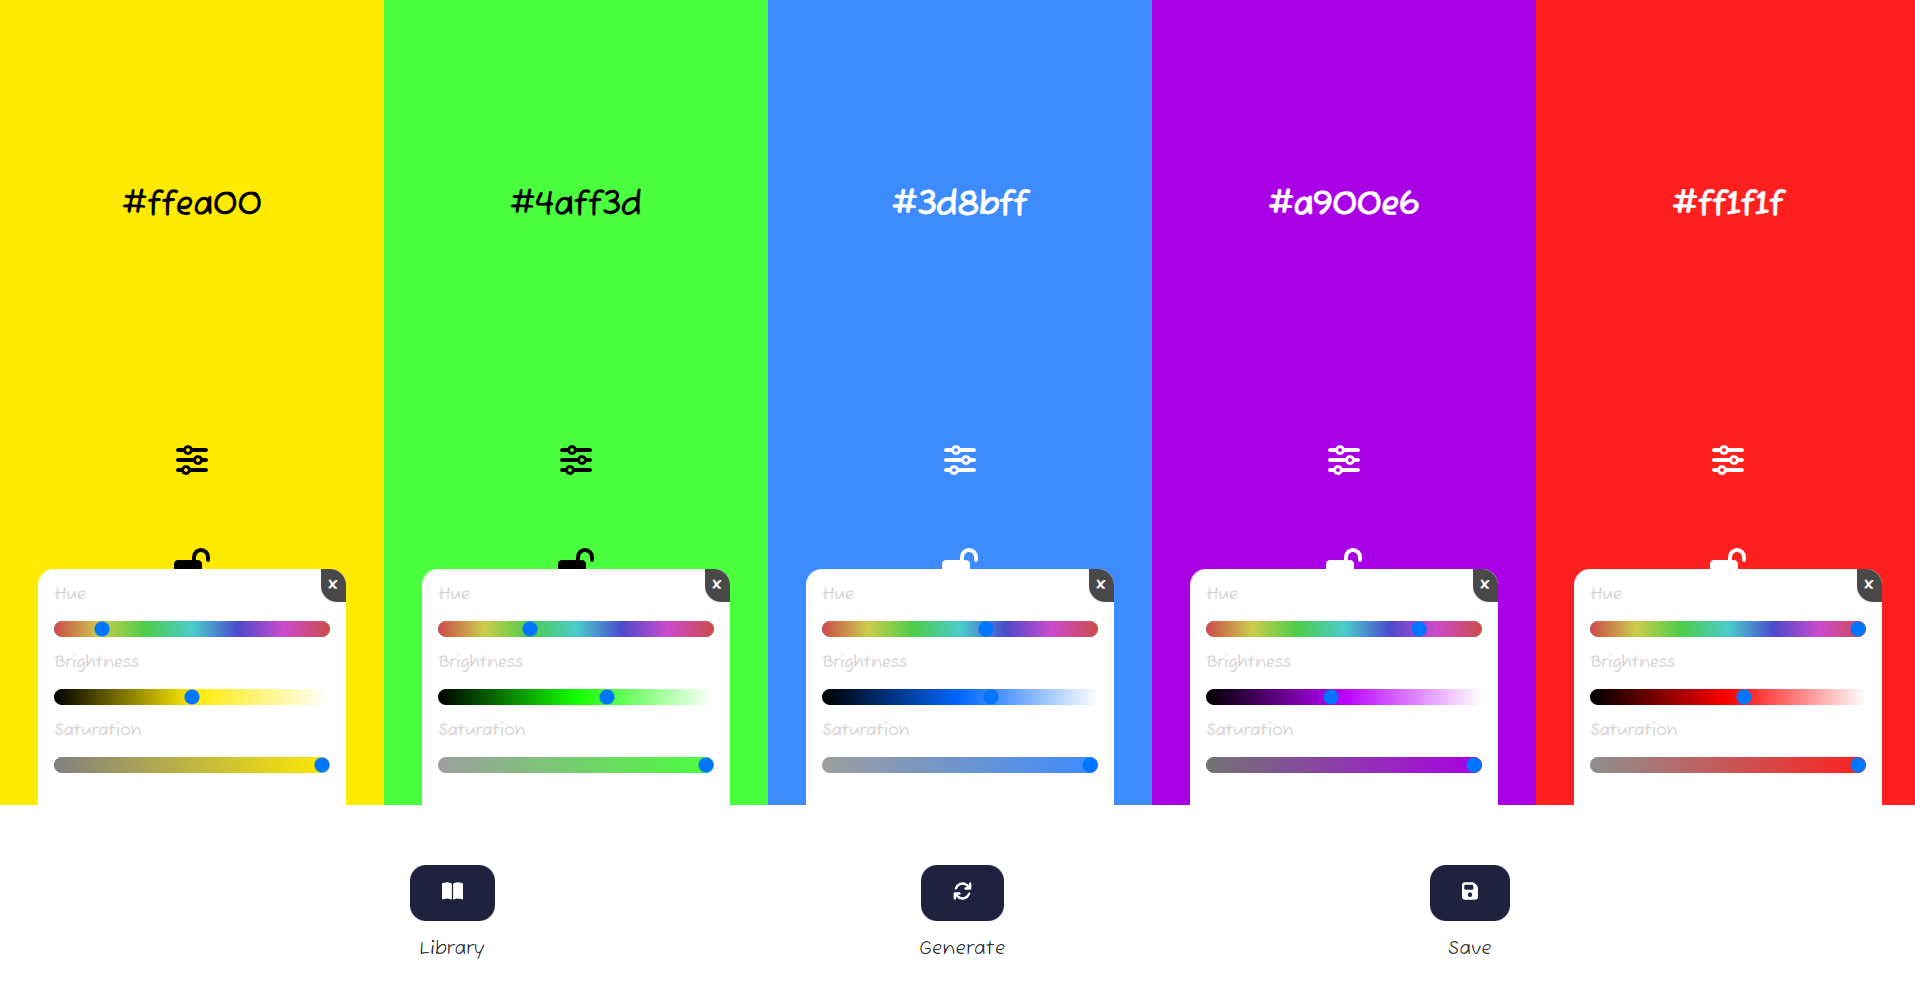 #ffea00
#4aff3d
#3d8bff
#a900e6
#ff1f1f
x
Hue
Brightness
Saturation
x
Hue
Brightness
Saturation
x
Hue
Brightness
Saturation
x
Hue
Brightness
Saturation
x
Hue
Brightness
Saturation
Library
Generate
Save